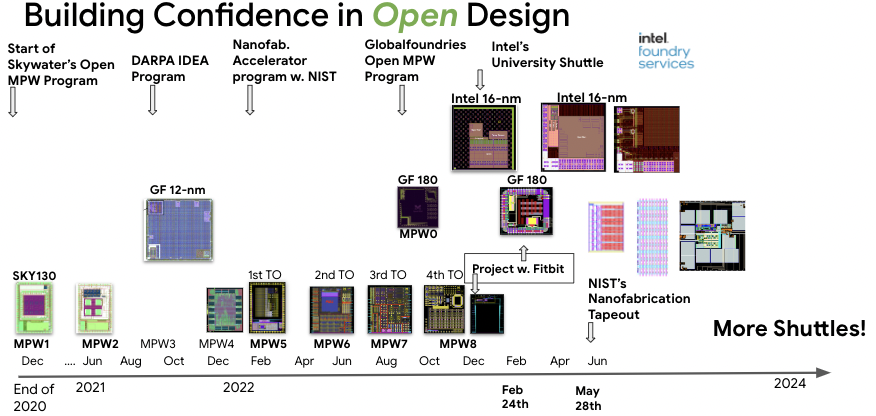 Building Confidence in Open Design
Start of
Skywater's Open
MPW Program
DARPA IDEA
Program
Nanofab.
Accelerator
program w. NIST
Globalfoundries
Open MPW
Program
Intel's
University Shuttle
intel.
foundry
services
Intel 16-nm
Intel 16-nm
GF 12-nm
GF 180
MPW0
GF 180
Project w. Fitbit
SKY130
1st TO
2nd TO
3rd TO
4th TO
NIST's
Nanofabrication
Tapeout
More Shuttles!
MPW1
MPW2
MPW3
MPW4
MPW5
MPW6
MPW7
MPW8
Dec
....
Jun
Aug
Oct
Dec
Feb
Apr
Jun
Aug
Oct
Dec
Feb
Apr
Jun
End of
2020
2021
2022
Feb
24th
May
28th
2024